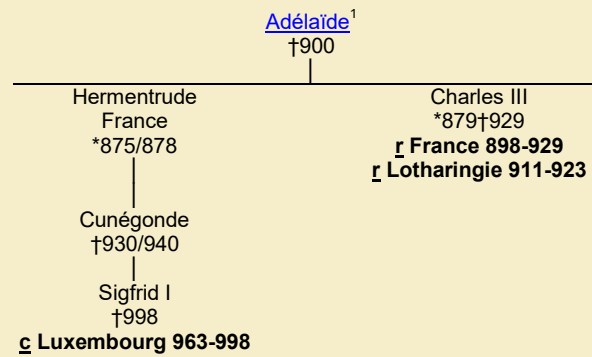 Adélaïde¹
†900
Hermentrude
France
*875/878
Charles III
*879†929
r France 898-929
r Lotharingie 911-923
Cunégonde
†930/940
Sigfrid I
†998
c Luxembourg 963-998